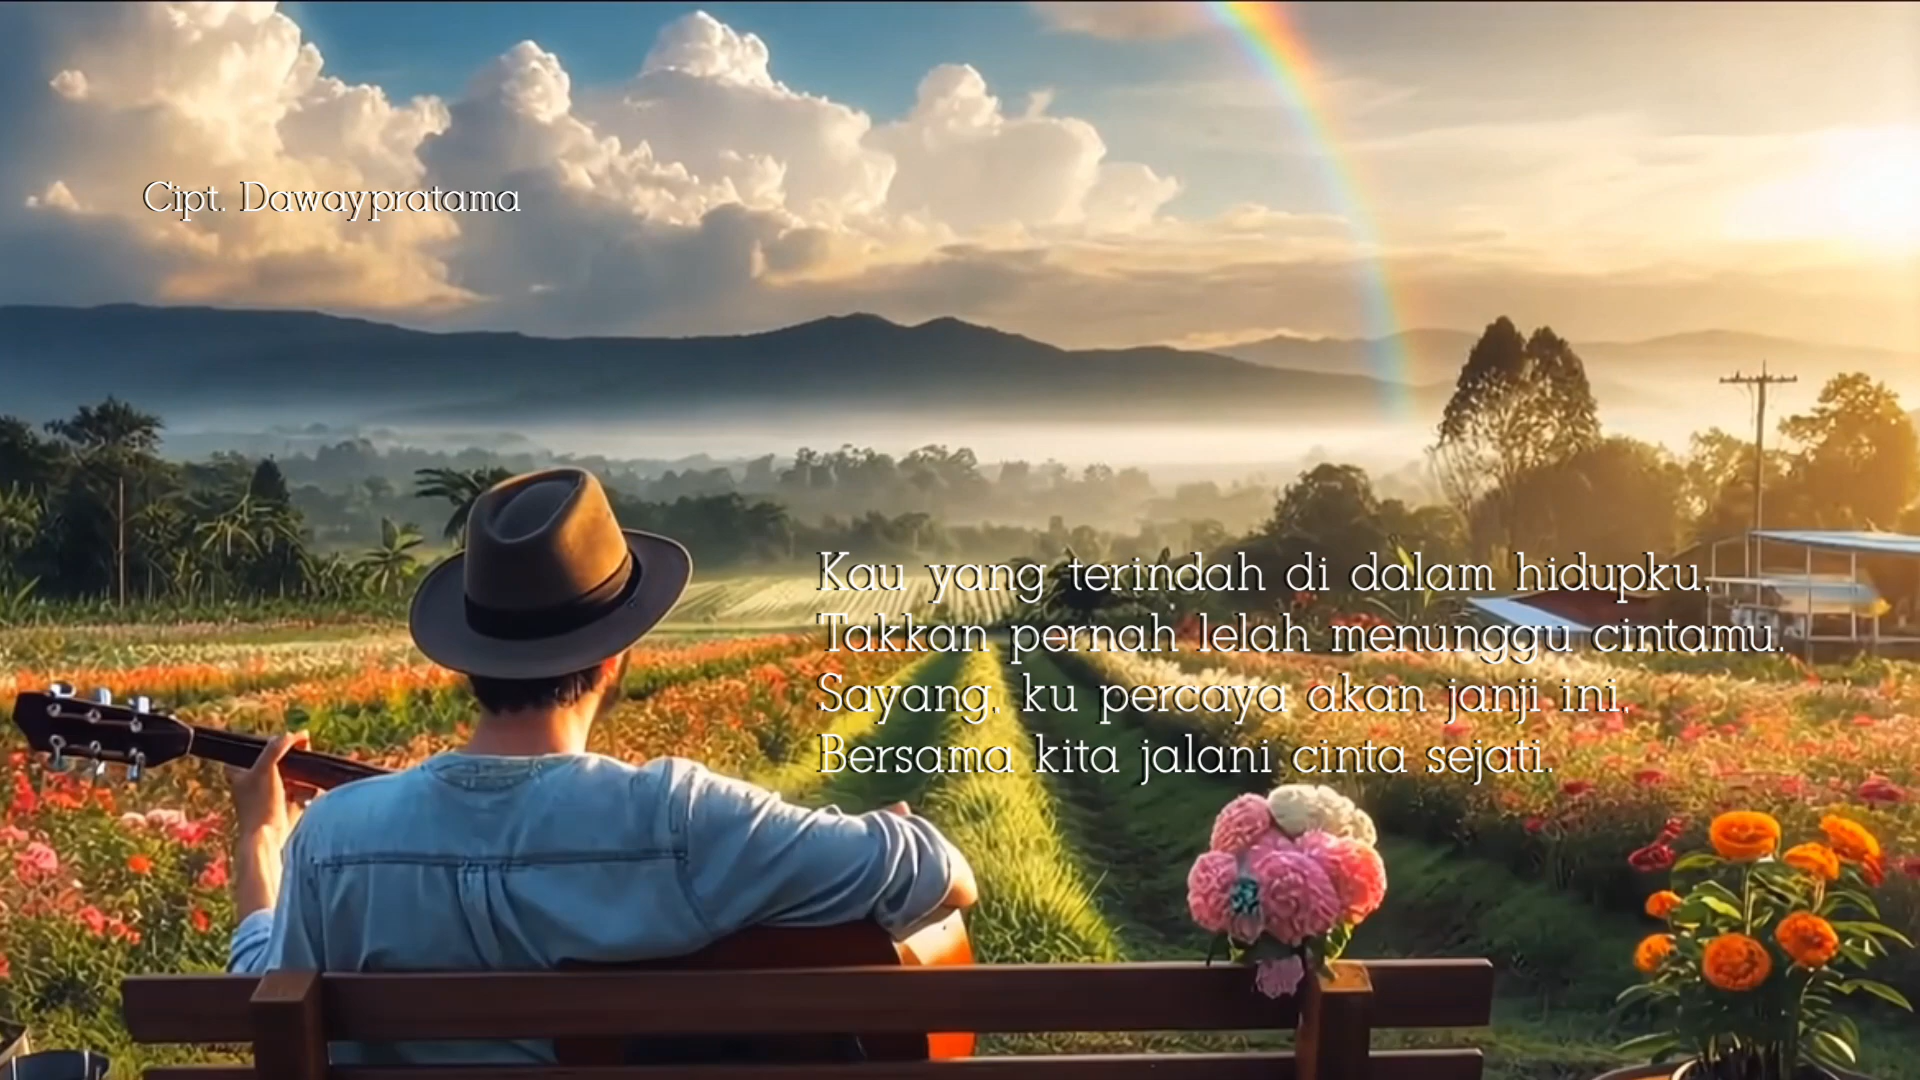 Cipt. Dawaypratama
Kau yang terindah di dalam hidupku,
Takkan pernah lelah menunggu cintamu.
Sayang, ku percaya akan janji ini,
Bersama kita jalani cinta sejati.